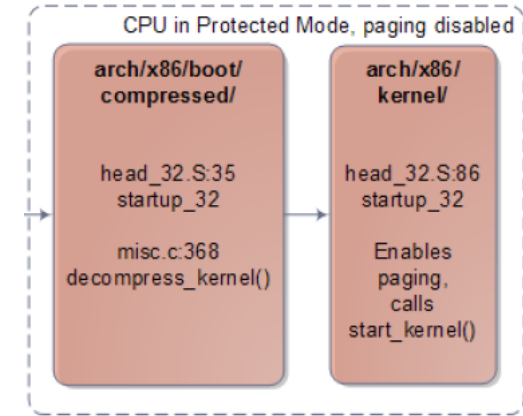 CPU in Protected Mode, paging disabled
arch/x86/boot/
compressed/
head_32.S:35
startup_32
misc.c:368
decompress_kernel()
arch/x86/
kernel/
head_32.S:86
startup_32
Enables
paging,
calls
start_kernel()